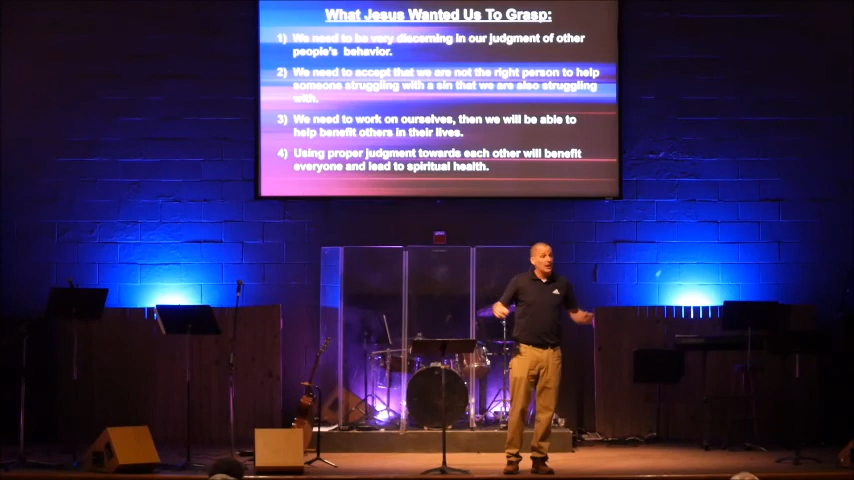 What Jesus Wanted Us To Grasp:
1) We need to be very discerning in our judgment of other
people's behavior.
2) We need to accept that we are not the right person to help
someone struggling with a sin that we are also struggling
with.
3) We need to work on ourselves, then we will be able to
help benefit others in their lives.
4) Using proper judgment towards each other will benefit
everyone and lead to spiritual health.